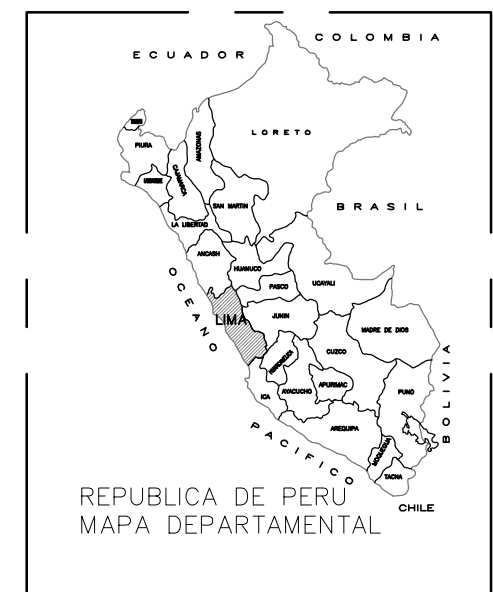 COLOMBIA
ECUADOR
LORETO
PIURA
AMAZONAS
CAJAMARCA
SAN MARTIN
BRASIL
LA LIBERTAD
ANCASH
HUANUCO
UCAYALI
PASCO
OCEANO
LIMA
JUNIN
MADRE DE DIOS
CUZCO
HUANCAVELICA
APURIMAC
AYACUCHO
ICA
PUNO
BOLIVIA
AREQUIPA
PACIFICO
MOQUEGUA
TACNA
REPUBLICA DE PERU
MAPA DEPARTAMENTAL
CHILE